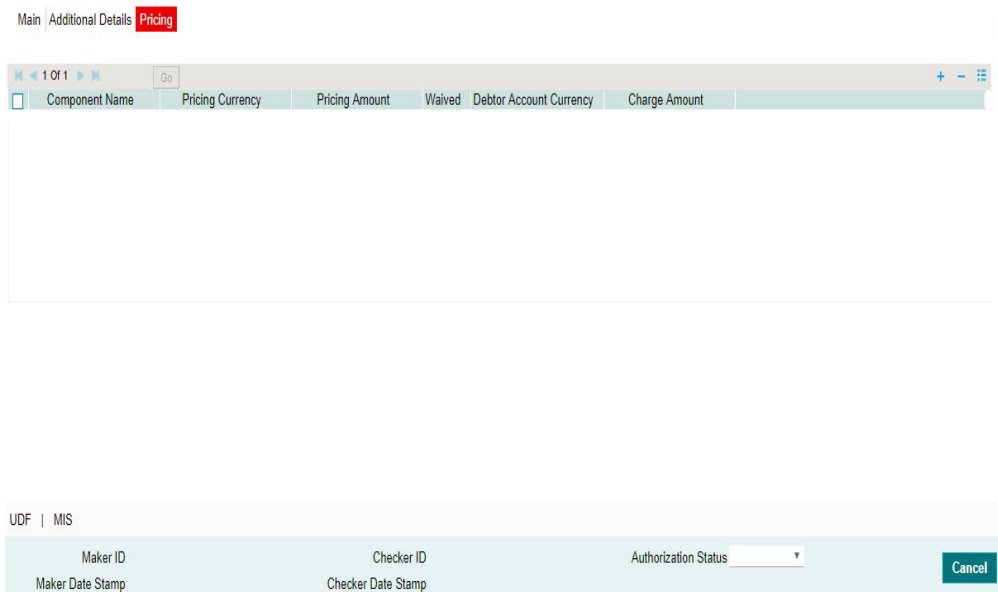 Main Additional Details Pricing
1 Of 1 Go
Component Name Pricing Currency Pricing Amount Waived Debtor Account Currency Charge Amount
UDF | MIS
Maker ID Checker ID Authorization Status
Cancel
Maker Date Stamp Checker Date Stamp